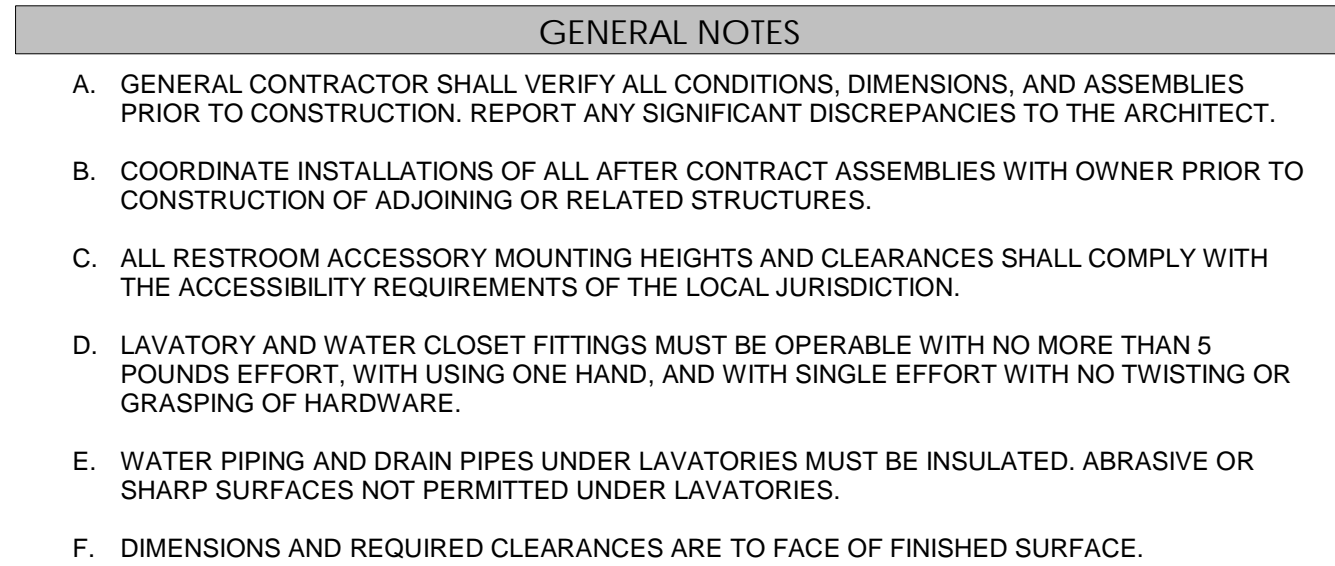 GENERAL NOTES
A. GENERAL CONTRACTOR SHALL VERIFY ALL CONDITIONS, DIMENSIONS, AND ASSEMBLIES
PRIOR TO CONSTRUCTION. REPORT ANY SIGNIFICANT DISCREPANCIES TO THE ARCHITECT.
B. COORDINATE INSTALLATIONS OF ALL AFTER CONTRACT ASSEMBLIES WITH OWNER PRIOR TO
CONSTRUCTION OF ADJOINING OR RELATED STRUCTURES.
C. ALL RESTROOM ACCESSORY MOUNTING HEIGHTS AND CLEARANCES SHALL COMPLY WITH
THE ACCESSIBILITY REQUIREMENTS OF THE LOCAL JURISDICTION.
D. LAVATORY AND WATER CLOSET FITTINGS MUST BE OPERABLE WITH NO MORE THAN 5
POUNDS EFFORT, WITH USING ONE HAND, AND WITH SINGLE EFFORT WITH NO TWISTING OR
GRASPING OF HARDWARE.
E. WATER PIPING AND DRAIN PIPES UNDER LAVATORIES MUST BE INSULATED. ABRASIVE OR
SHARP SURFACES NOT PERMITTED UNDER LAVATORIES.
F. DIMENSIONS AND REQUIRED CLEARANCES ARE TO FACE OF FINISHED SURFACE.